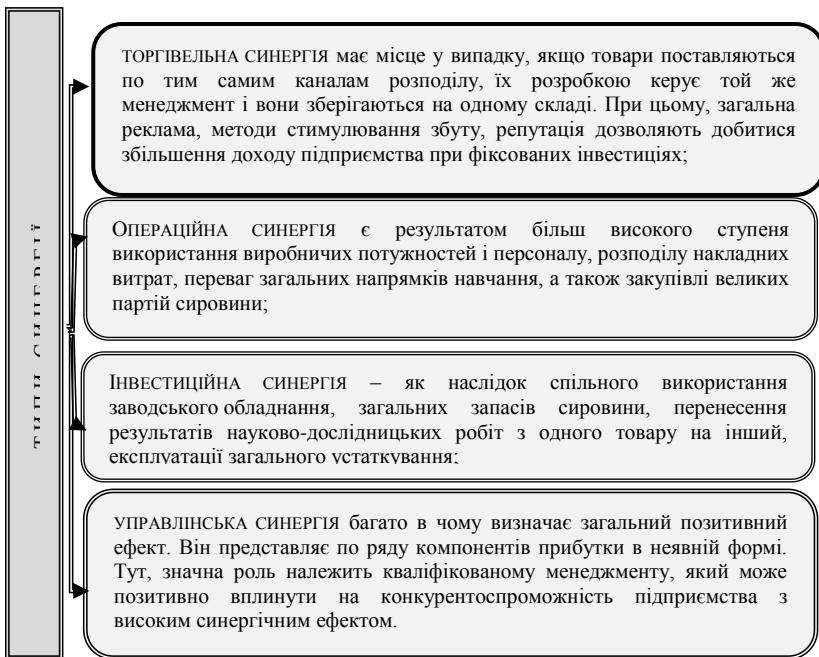 ТИПИ СИНЕРГІЇ
ТОРГІВЕЛЬНА СИНЕРГІЯ має місце у випадку, якщо товари поставляються
по тим самим каналам розподілу, їх розробкою керує той же
менеджмент і вони зберігаються на одному складі. При цьому, загальна
реклама, методи стимулювання збуту, репутація дозволяють добитися
збільшення доходу підприємства при фіксованих інвестиціях;
ОПЕРАЦІЙНА СИНЕРГІЯ є результатом більш високого ступеня
використання виробничих потужностей і персоналу, розподілу накладних
витрат, переваг загальних напрямків навчання, а також закупівлі великих
партій сировини;
ІНВЕСТИЦІЙНА СИНЕРГІЯ – як наслідок спільного використання
заводського обладнання, загальних запасів сировини, перенесення
результатів науково-дослідницьких робіт з одного товару на інший,
експлуатації загального устаткування;
УПРАВЛІНСЬКА СИНЕРГІЯ багато в чому визначає загальний позитивний
ефект. Він представляє по ряду компонентів прибутки в неявній формі.
Тут, значна роль належить кваліфікованому менеджменту, який може
позитивно вплинути на конкурентоспроможність підприємства з
високим синергічним ефектом.